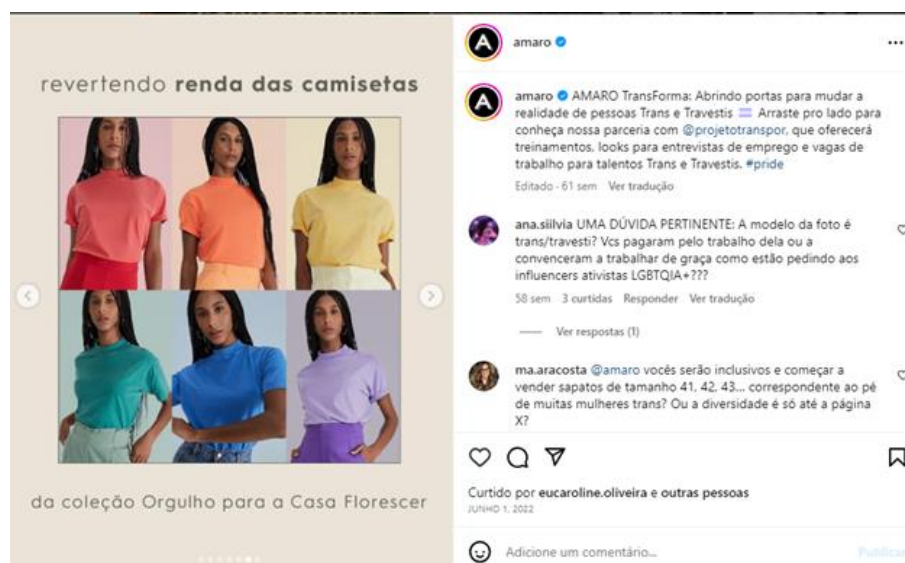 revertendo renda das camisetas
da coleção Orgulho para a Casa Florescer
amaro
amaro AMARO TransForma: Abrindo portas para mudar a
realidade de pessoas Trans e Travestis Arraste pro lado para
conheça nossa parceria com @projetotranspor, que oferecerá
treinamentos, looks para entrevistas de emprego e vagas de
trabalho para talentos Trans e Travestis. #pride
Editado · 61 sem Ver tradução
ana.siilvia UMA DÚVIDA PERTINENTE: A modelo da foto é
trans/travesti? Vcs pagaram pelo trabalho dela ou a
convenceram a trabalhar de graça como estão pedindo aos
influencers ativistas LGBTQIA+???
58 sem 3 curtidas Responder Ver tradução
Ver respostas (1)
ma.aracosta @amaro vocês serão inclusivos e começar a
vender sapatos de tamanho 41, 42, 43... correspondente ao pé
de muitas mulheres trans? Ou a diversidade é só até a página
X?
Curtido por eucaroline.oliveira e outras pessoas
JUNHO 1, 2022
Adicione um comentário...
Publicar